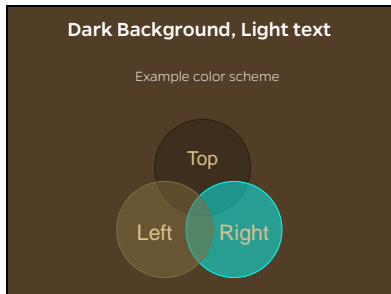 Dark Background, Light text
Example color scheme
Top
Left
Right